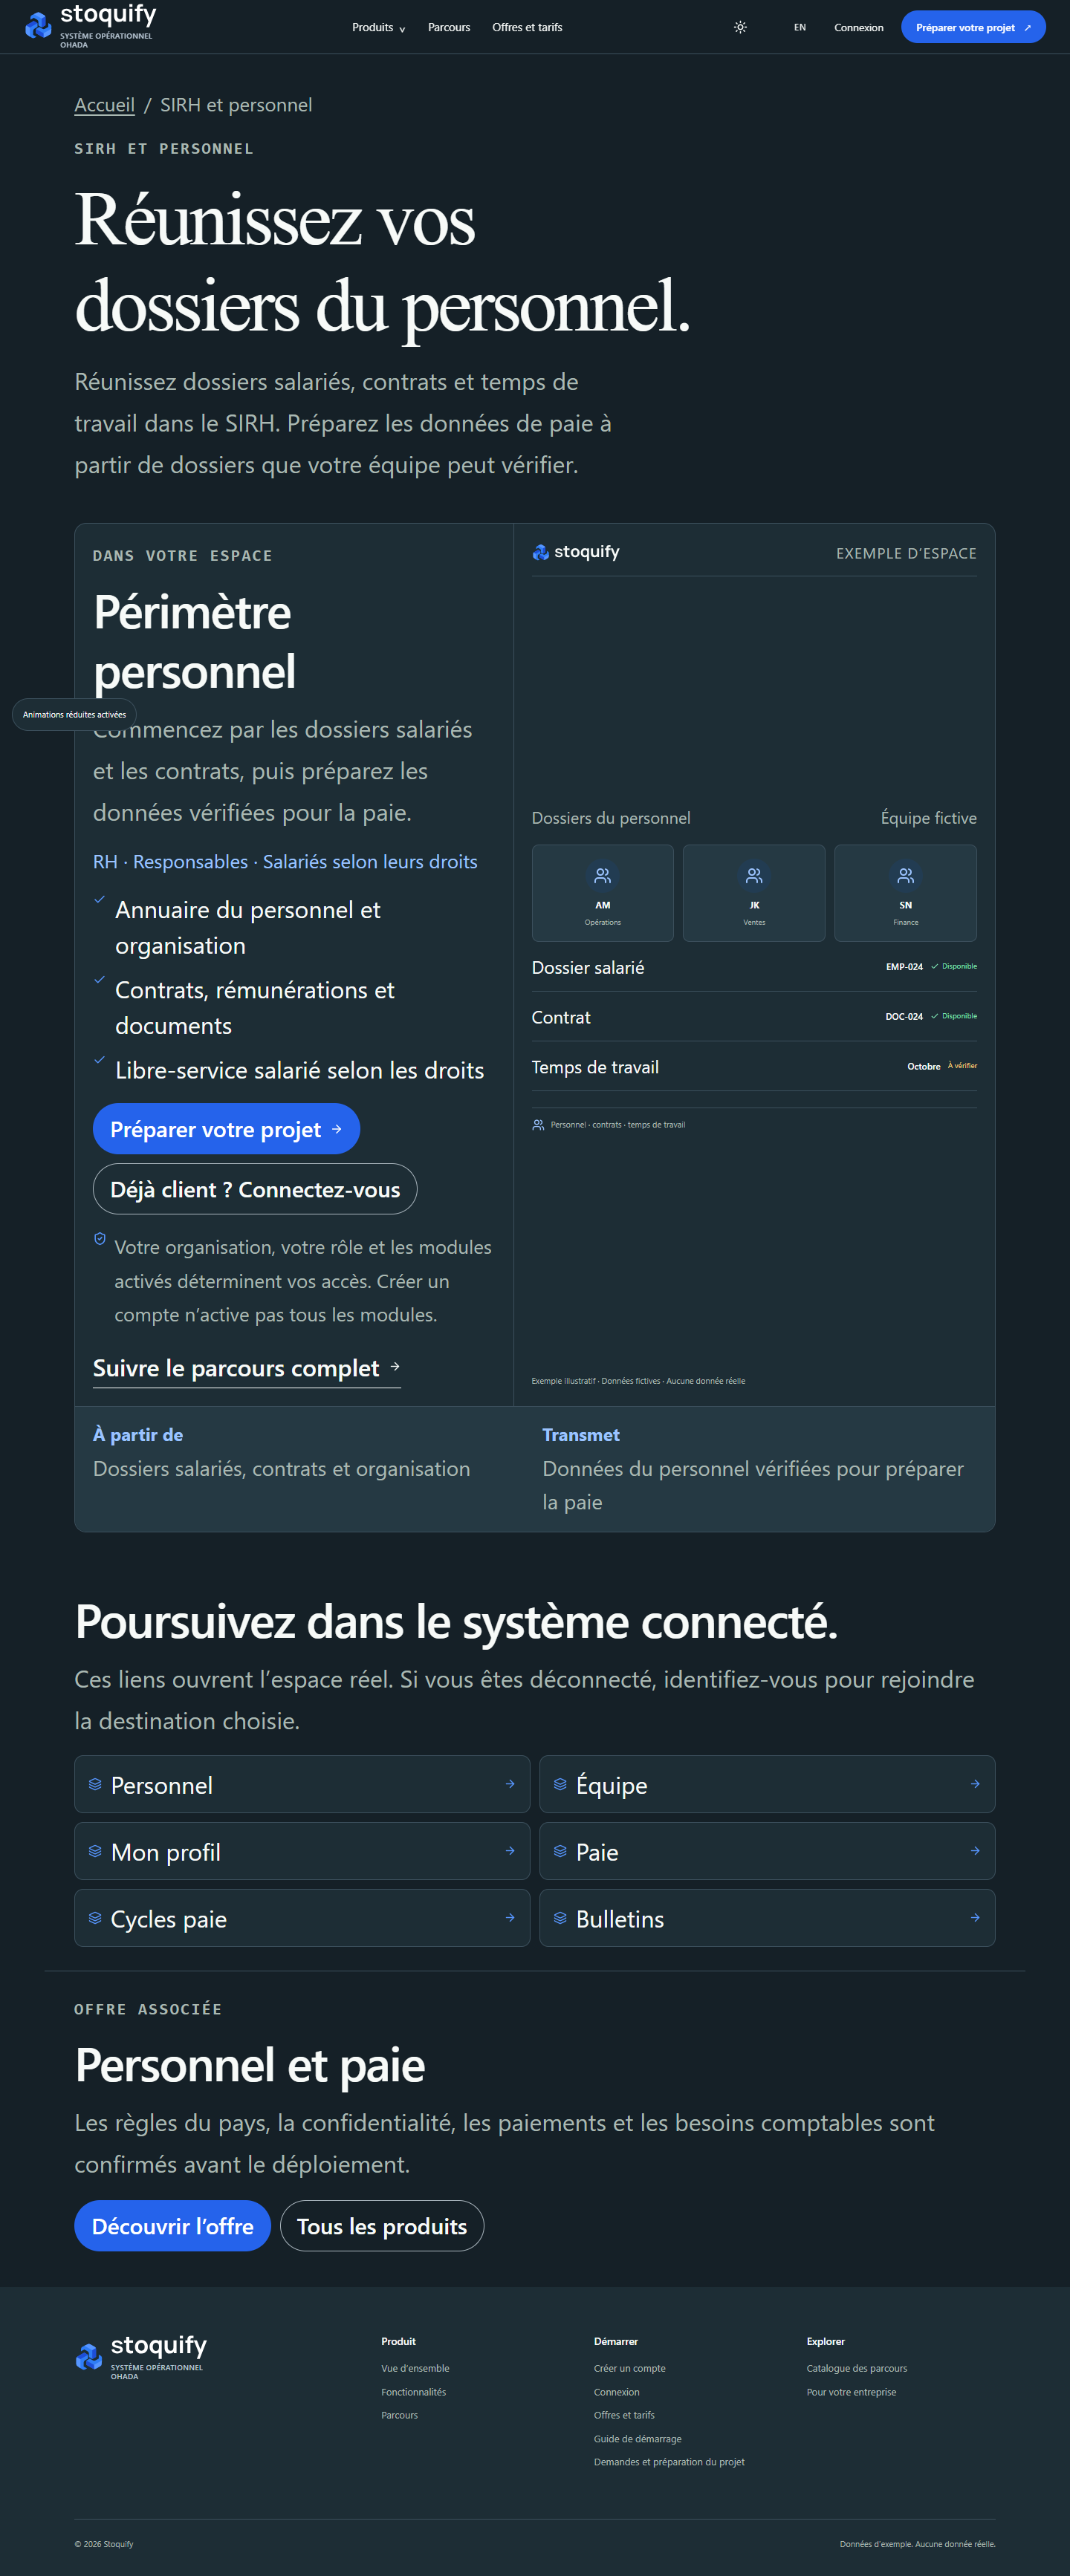 stoquify
SYSTÈME OPÉRATIONNEL
OHADA
Produits
Parcours
Offres et tarifs
EN
Connexion
Préparer votre projet ↗
Accueil / SIRH et personnel
SIRH ET PERSONNEL
Réunissez vos
dossiers du personnel.
Réunissez dossiers salariés, contrats et temps de
travail dans le SIRH. Préparez les données de paie à
partir de dossiers que votre équipe peut vérifier.
DANS VOTRE ESPACE
Périmètre
personnel
Animations réduites activées
Commencez par les dossiers salariés
et les contrats, puis préparez les
données vérifiées pour la paie.
RH · Responsables · Salariés selon leurs droits
Annuaire du personnel et
organisation
Contrats, rémunérations et
documents
Libre-service salarié selon les droits
Préparer votre projet →
Déjà client ? Connectez-vous
Votre organisation, votre rôle et les modules
activés déterminent vos accès. Créer un
compte n’active pas tous les modules.
Suivre le parcours complet →
stoquify
EXEMPLE D’ESPACE
Dossiers du personnel
Équipe fictive
AM
Opérations
JK
Ventes
SN
Finance
Dossier salarié
EMP-024
Disponible
Contrat
DOC-024
Disponible
Temps de travail
Octobre
À vérifier
Personnel · contrats · temps de travail
Exemple illustratif · Données fictives · Aucune donnée réelle
À partir de
Dossiers salariés, contrats et organisation
Transmet
Données du personnel vérifiées pour préparer
la paie
Poursuivez dans le système connecté.
Ces liens ouvrent l’espace réel. Si vous êtes déconnecté, identifiez-vous pour rejoindre
la destination choisie.
Personnel
Équipe
Mon profil
Paie
Cycles paie
Bulletins
OFFRE ASSOCIÉE
Personnel et paie
Les règles du pays, la confidentialité, les paiements et les besoins comptables sont
confirmés avant le déploiement.
Découvrir l’offre
Tous les produits
stoquify
SYSTÈME OPÉRATIONNEL
OHADA
Produit
Vue d’ensemble
Fonctionnalités
Parcours
Démarrer
Créer un compte
Connexion
Offres et tarifs
Guide de démarrage
Demandes et préparation du projet
Explorer
Catalogue des parcours
Pour votre entreprise
© 2026 Stoquify
Données d’exemple. Aucune donnée réelle.